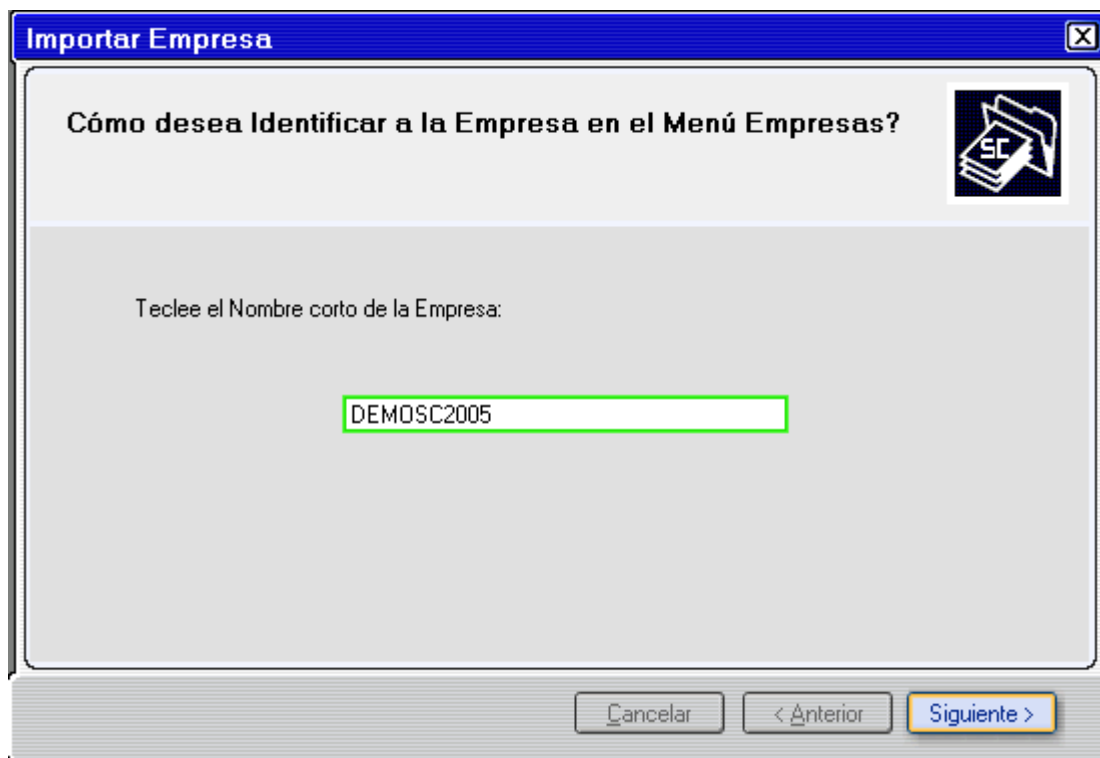 Importar Empresa
Cómo desea Identificar a la Empresa en el Menú Empresas?
SC
Teclee el Nombre corto de la Empresa:
DEMOSC2005
Cancelar
< Anterior
Siguiente >